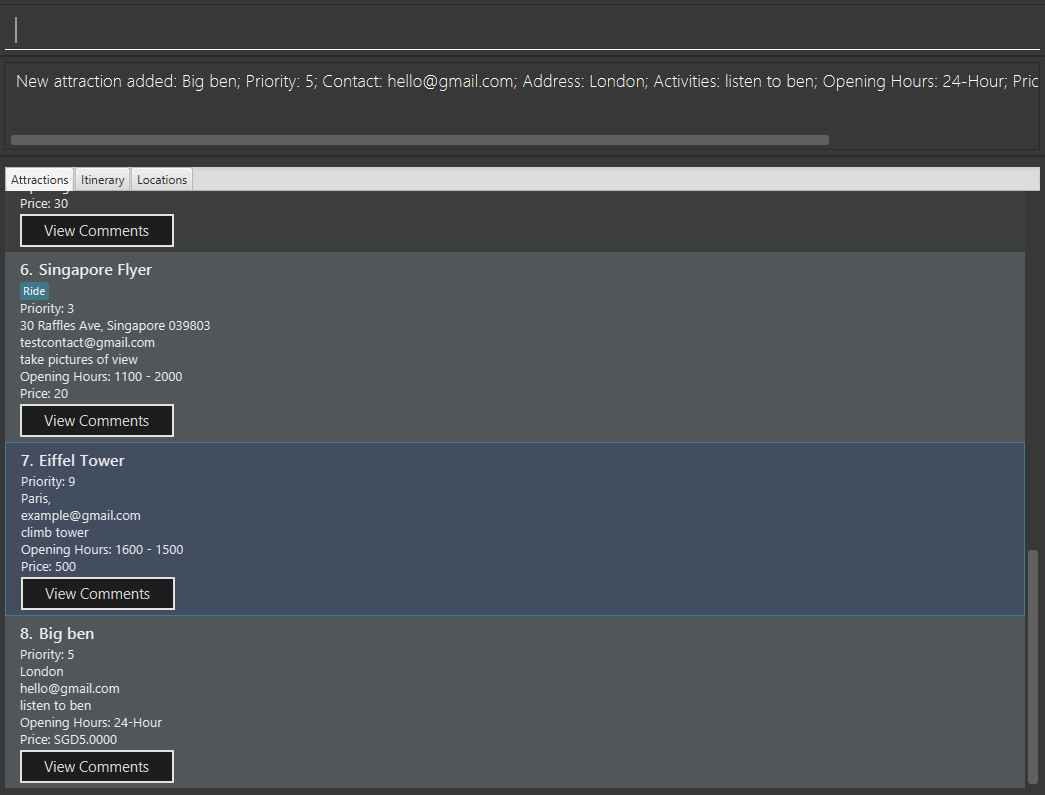 New attraction added: Big ben; Priority: 5; Contact: hello@gmail.com; Address: London; Activities: listen to ben; Opening Hours: 24-Hour;
Attractions Itinerary Locations
Price: 30
View Comments
6. Singapore Flyer
Ride
Priority: 3
30 Raffles Ave, Singapore 039803
testcontact@gmail.com
take pictures of view
Opening Hours: 1100 - 2000
Price: 20
View Comments
7. Eiffel Tower
Priority: 9
Paris,
example@gmail.com
climb tower
Opening Hours: 1600 - 1500
Price: 500
View Comments
8. Big ben
Priority: 5
London
hello@gmail.com
listen to ben
Opening Hours: 24-Hour
Price: SGD5.0000
View Comments